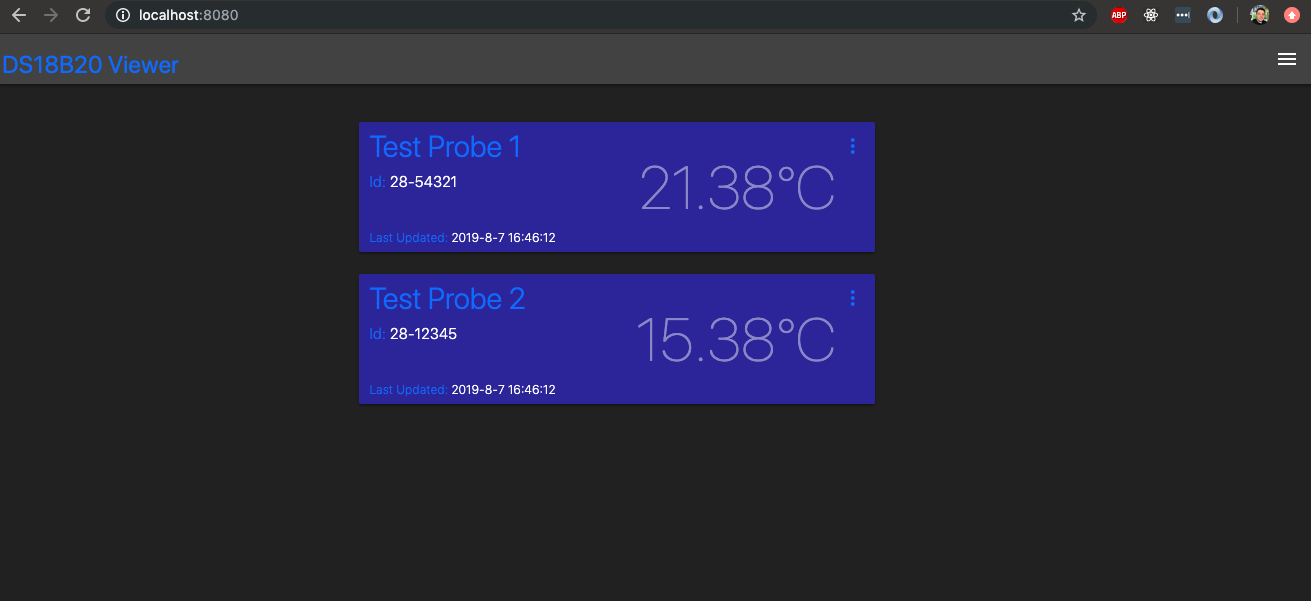 localhost:8080
ABP
DS18B20 Viewer
Test Probe 1
Id: 28-54321
21.38°C
Last Updated: 2019-8-7 16:46:12
Test Probe 2
Id: 28-12345
15.38°C
Last Updated: 2019-8-7 16:46:12